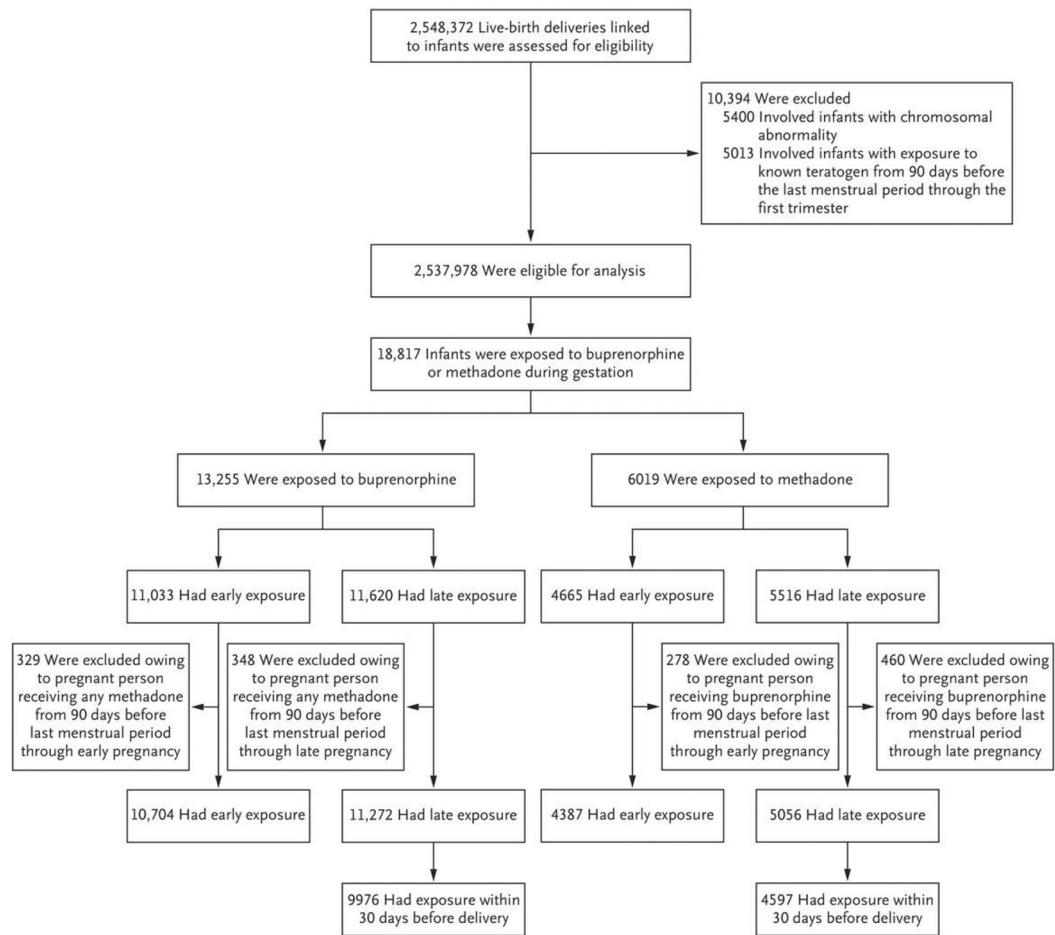 2,548,372 Live-birth deliveries linked
to infants were assessed for eligibility
10,394 Were excluded
5400 Involved infants with chromosomal
abnormality
5013 Involved infants with exposure to
known teratogen from 90 days before
the last menstrual period through the
first trimester
2,537,978 Were eligible for analysis
18,817 Infants were exposed to buprenorphine
or methadone during gestation
13,255 Were exposed to buprenorphine
6019 Were exposed to methadone
11,033 Had early exposure
11,620 Had late exposure
4665 Had early exposure
5516 Had late exposure
329 Were excluded owing
to pregnant person
receiving any methadone
from 90 days before
last menstrual period
through early pregnancy
348 Were excluded owing
to pregnant person
receiving any methadone
from 90 days before
last menstrual period
through late pregnancy
278 Were excluded owing
to pregnant person
receiving buprenorphine
from 90 days before last
menstrual period
through early pregnancy
460 Were excluded owing
to pregnant person
receiving buprenorphine
from 90 days before last
menstrual period
through late pregnancy
10,704 Had early exposure
11,272 Had late exposure
4387 Had early exposure
5056 Had late exposure
9976 Had exposure within
30 days before delivery
4597 Had exposure within
30 days before delivery